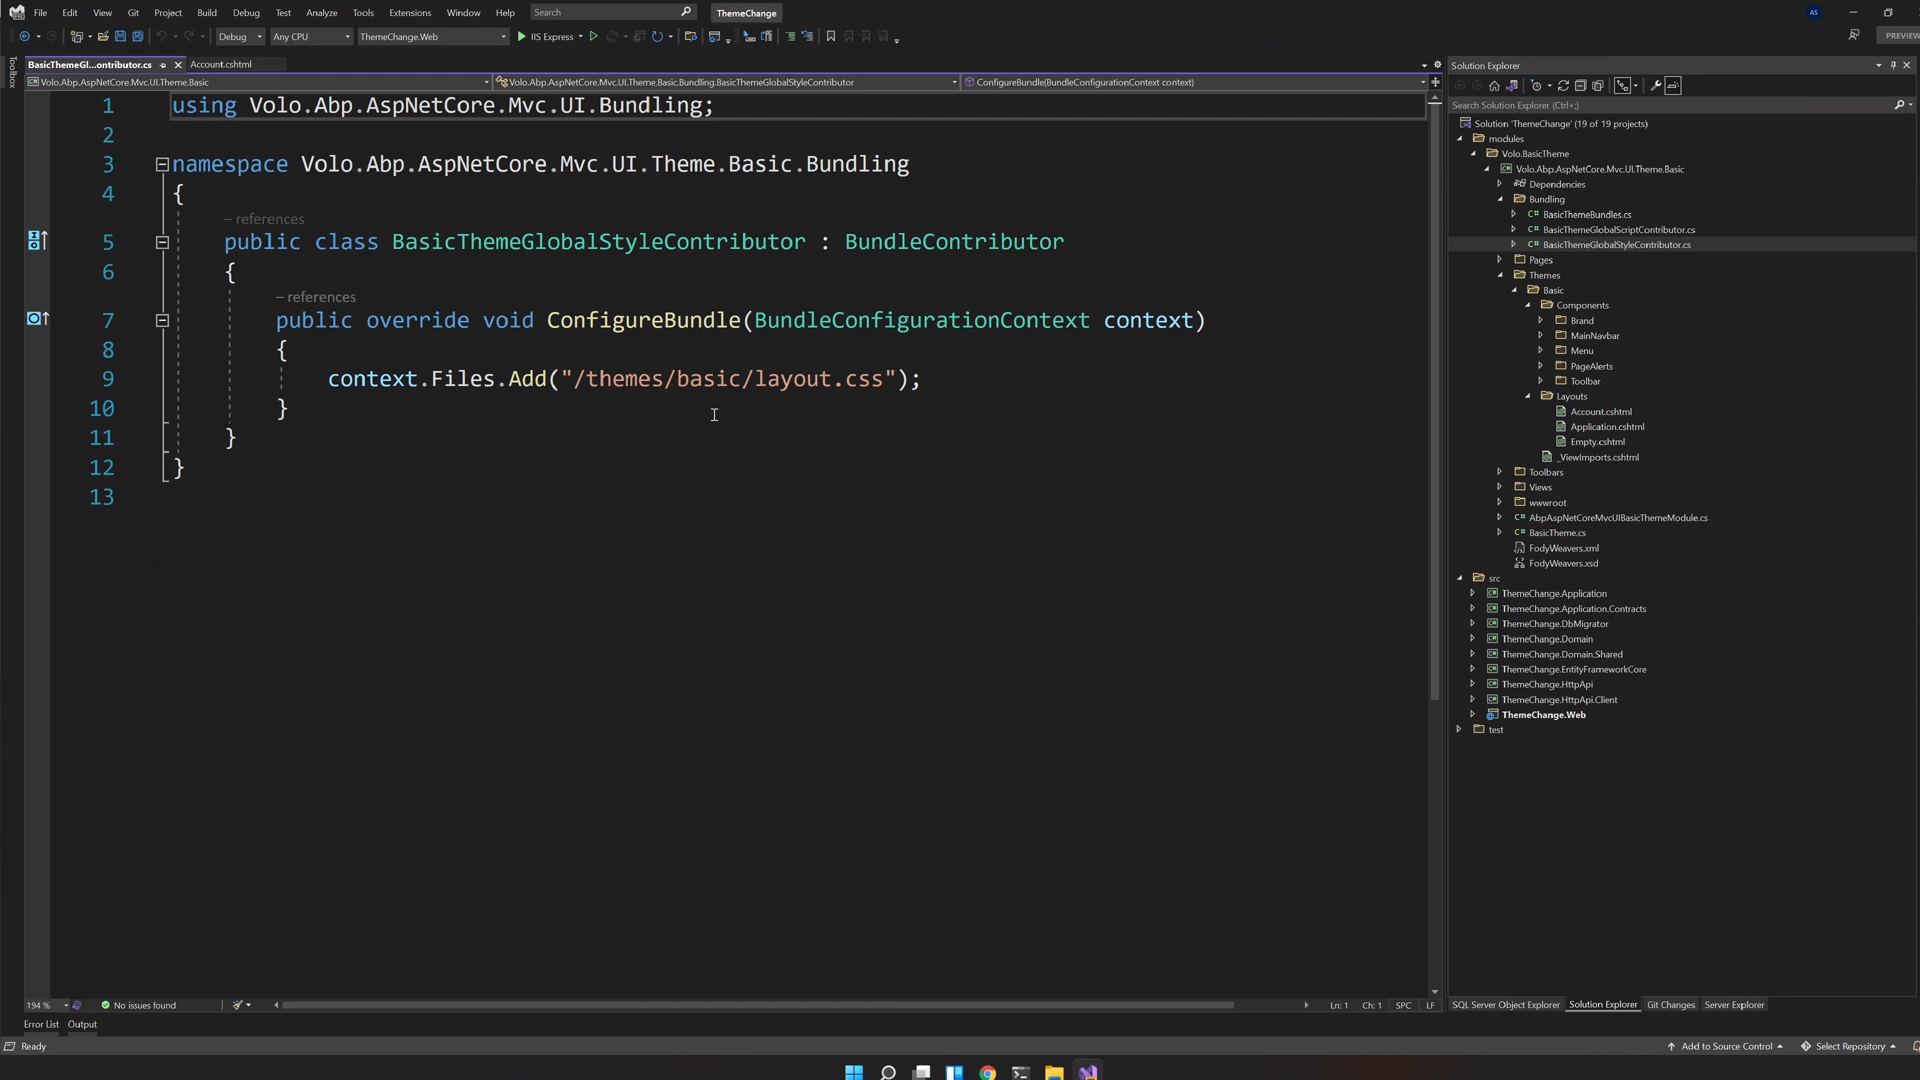 File Edit View Git Project Build Debug Test Analyze Tools Extensions Window Help Search ThemeChange AS
Debug Any CPU ThemeChange.Web IIS Express PREVIEW
Toolbox
BasicThemeGl...ontributor.cs Account.cshtml
Volo.Abp.AspNetCore.Mvc.UI.Theme.Basic Volo.Abp.AspNetCore.Mvc.UI.Theme.Basic.Bundling.BasicThemeGlobalStyleContributor ConfigureBundle(BundleConfigurationContext context)
1 using Volo.Abp.AspNetCore.Mvc.UI.Bundling;
2
3 namespace Volo.Abp.AspNetCore.Mvc.UI.Theme.Basic.Bundling
4 {
– references
5 public class BasicThemeGlobalStyleContributor : BundleContributor
6 {
– references
7 public override void ConfigureBundle(BundleConfigurationContext context)
8 {
9 context.Files.Add("/themes/basic/layout.css");
10 }
11 }
12 }
13
194 % No issues found Ln: 1 Ch: 1 SPC LF
Error List Output
Solution Explorer
Search Solution Explorer (Ctrl+;)
Solution 'ThemeChange' (19 of 19 projects)
modules
Volo.BasicTheme
Volo.Abp.AspNetCore.Mvc.UI.Theme.Basic
Dependencies
Bundling
C# BasicThemeBundles.cs
C# BasicThemeGlobalScriptContributor.cs
C# BasicThemeGlobalStyleContributor.cs
Pages
Themes
Basic
Components
Brand
MainNavbar
Menu
PageAlerts
Toolbar
Layouts
Account.cshtml
Application.cshtml
Empty.cshtml
_ViewImports.cshtml
Toolbars
Views
wwwroot
C# AbpAspNetCoreMvcUIBasicThemeModule.cs
C# BasicTheme.cs
FodyWeavers.xml
FodyWeavers.xsd
src
ThemeChange.Application
ThemeChange.Application.Contracts
ThemeChange.DbMigrator
ThemeChange.Domain
ThemeChange.Domain.Shared
ThemeChange.EntityFrameworkCore
ThemeChange.HttpApi
ThemeChange.HttpApi.Client
ThemeChange.Web
test
SQL Server Object Explorer Solution Explorer Git Changes Server Explorer
Ready Add to Source Control Select Repository